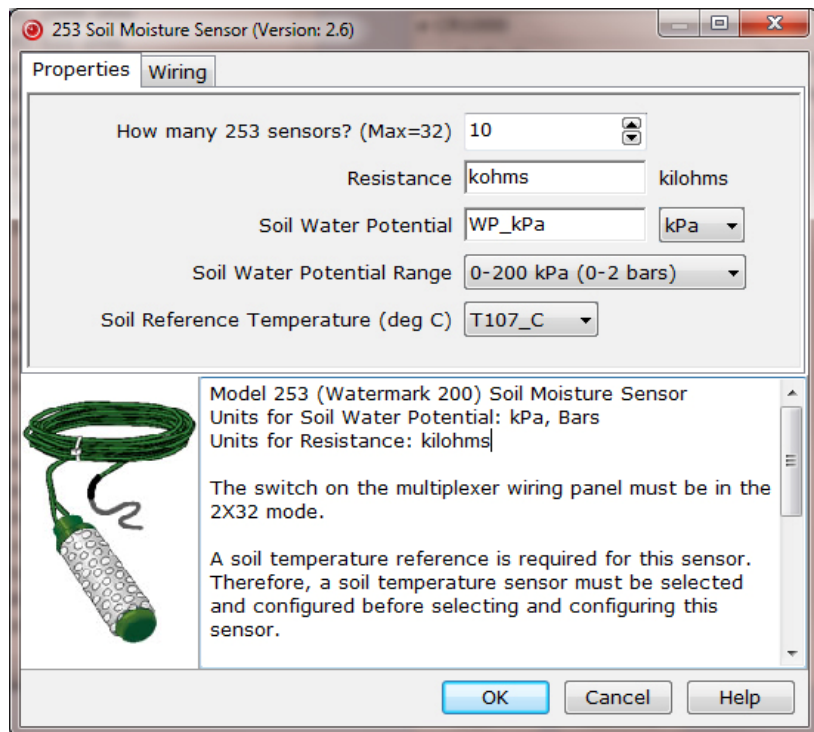 253 Soil Moisture Sensor (Version: 2.6)
Properties
Wiring
How many 253 sensors? (Max=32) 10
Resistance kohms kilohms
Soil Water Potential WP_kPa kPa
Soil Water Potential Range 0-200 kPa (0-2 bars)
Soil Reference Temperature (deg C) T107_C
Model 253 (Watermark 200) Soil Moisture Sensor
Units for Soil Water Potential: kPa, Bars
Units for Resistance: kilohms
The switch on the multiplexer wiring panel must be in the
2X32 mode.
A soil temperature reference is required for this sensor.
Therefore, a soil temperature sensor must be selected
and configured before selecting and configuring this
sensor.
OK Cancel Help